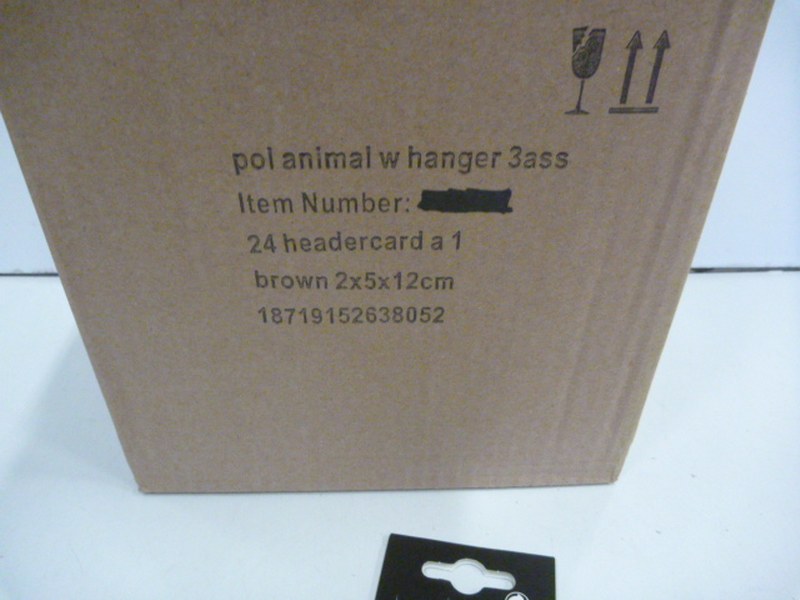 pol animal w hanger 3ass
Item Number:
24 headercard a 1
brown 2x5x12cm
18719152638052